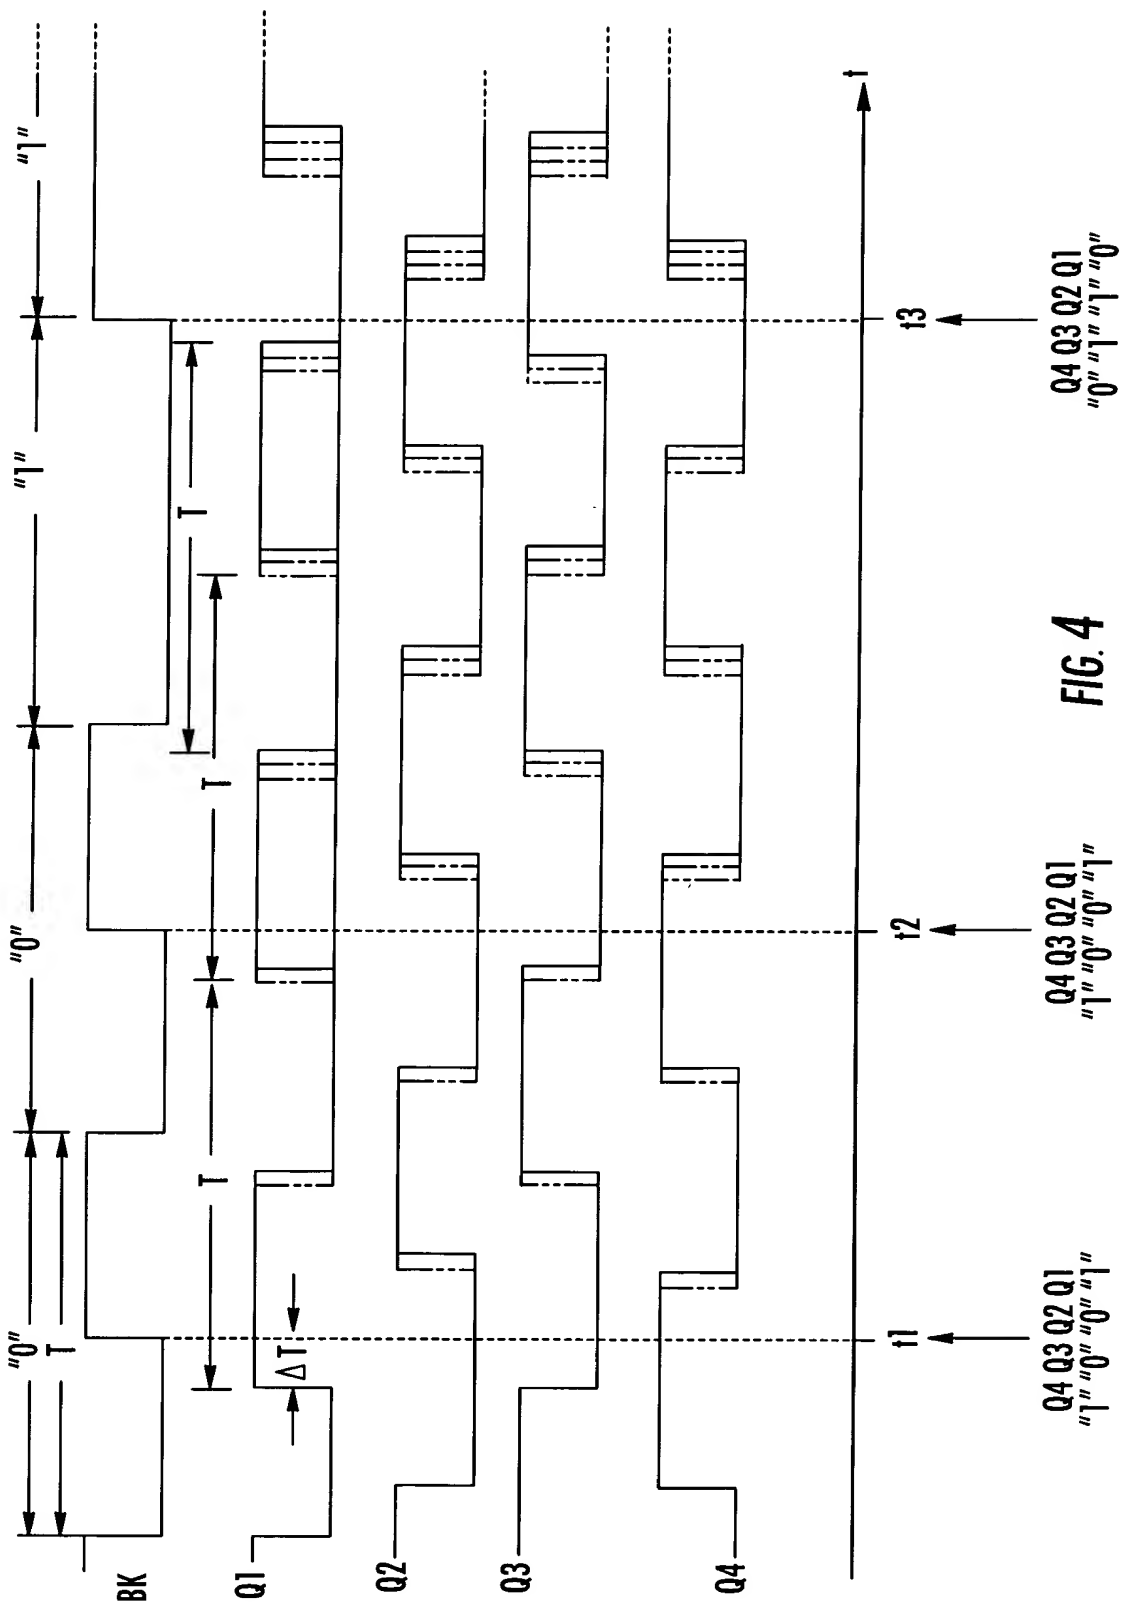 "0" "0" "1" "1"
T
BK
T
T T
Q1
ΔT
Q2
Q3
Q4
t
t1 t2 t3
Q4 Q3 Q2 Q1 Q4 Q3 Q2 Q1 Q4 Q3 Q2 Q1
"1" "0" "0" "1" "1" "0" "0" "1" "0" "1" "1" "0"
FIG. 4